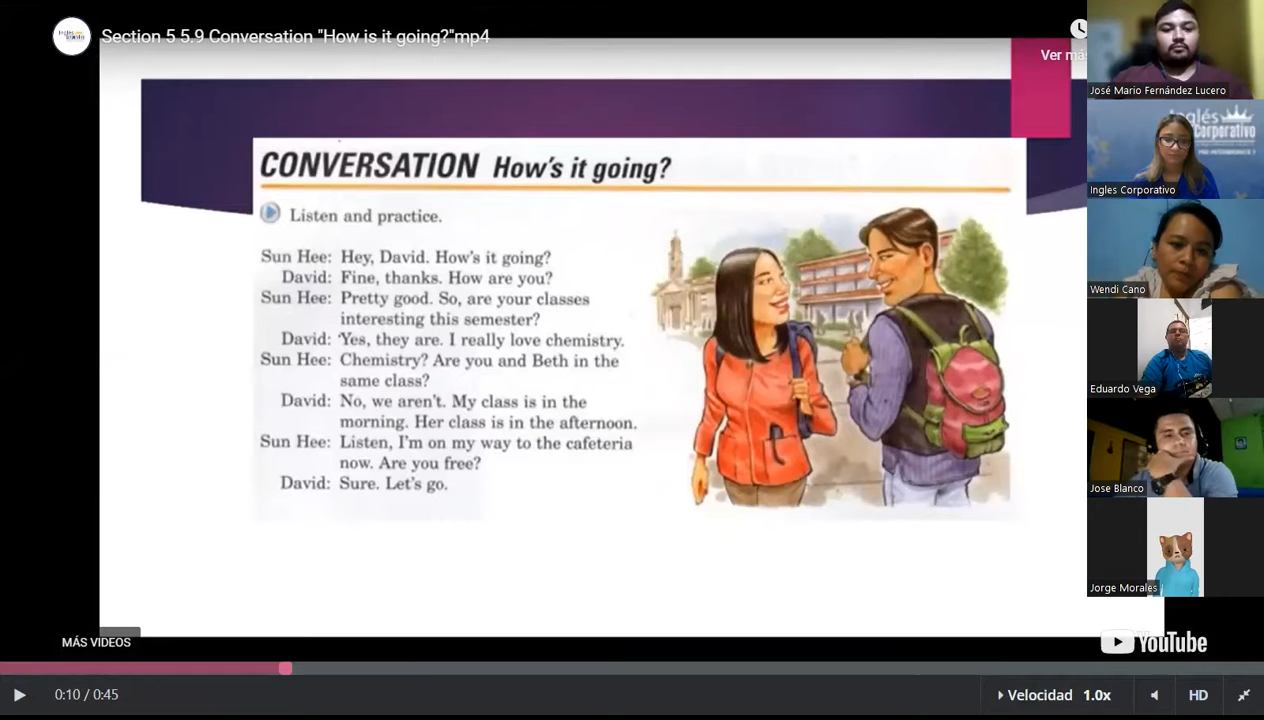 Section 5 5.9 Conversation "How is it going?"mp4
Ver má
CONVERSATION How's it going?
Listen and practice.
Sun Hee: Hey, David. How's it going?
David: Fine, thanks. How are you?
Sun Hee: Pretty good. So, are your classes
interesting this semester?
David: Yes, they are. I really love chemistry.
Sun Hee: Chemistry? Are you and Beth in the
same class?
David: No, we aren't. My class is in the
morning. Her class is in the afternoon.
Sun Hee: Listen, I'm on my way to the cafeteria
now. Are you free?
David: Sure. Let's go.
José Mario Fernández Lucero
Inglés
Corporativo
Ingles Corporativo
Wendi Cano
Eduardo Vega
Jose Blanco
Jorge Morales
MÁS VIDEOS
YouTube
0:10 / 0:45
Velocidad 1.0x
HD